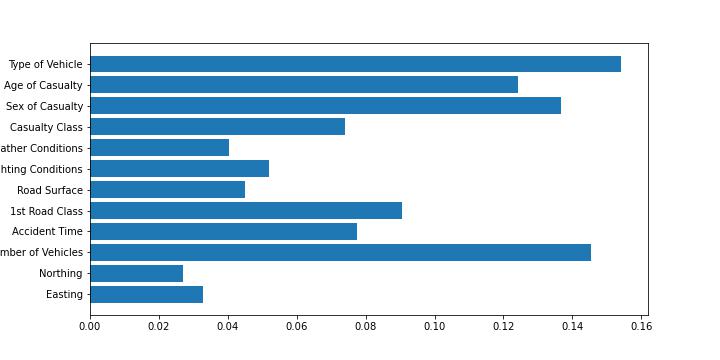 Type of Vehicle
Age of Casualty
Sex of Casualty
Casualty Class
ather Conditions
hting Conditions
Road Surface
1st Road Class
Accident Time
mber of Vehicles
Northing
Easting
0.00 0.02 0.04 0.06 0.08 0.10 0.12 0.14 0.16